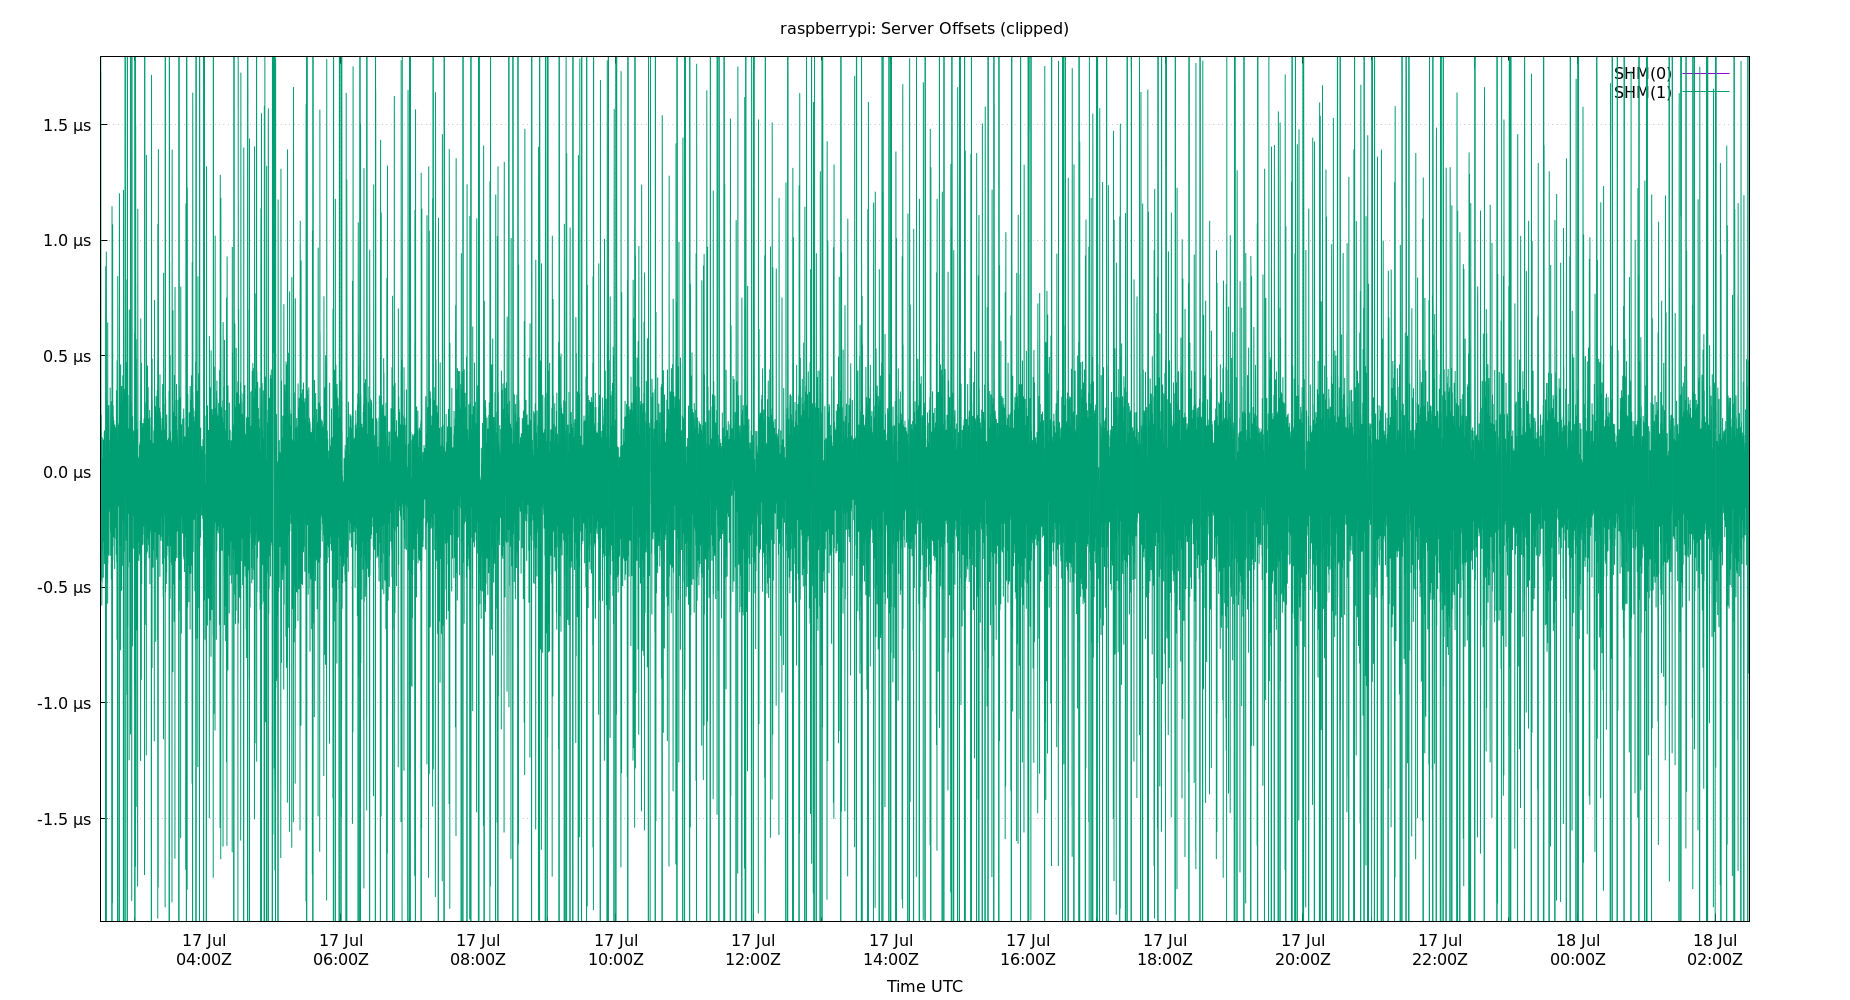 raspberrypi: Server Offsets (clipped)
SHM(0)
SHM(1)
1.5 µs
1.0 µs
0.5 µs
0.0 µs
-0.5 µs
-1.0 µs
-1.5 µs
17 Jul 17 Jul 17 Jul 17 Jul 17 Jul 17 Jul 17 Jul 17 Jul 17 Jul 17 Jul 18 Jul 18 Jul
04:00Z 06:00Z 08:00Z 10:00Z 12:00Z 14:00Z 16:00Z 18:00Z 20:00Z 22:00Z 00:00Z 02:00Z
Time UTC